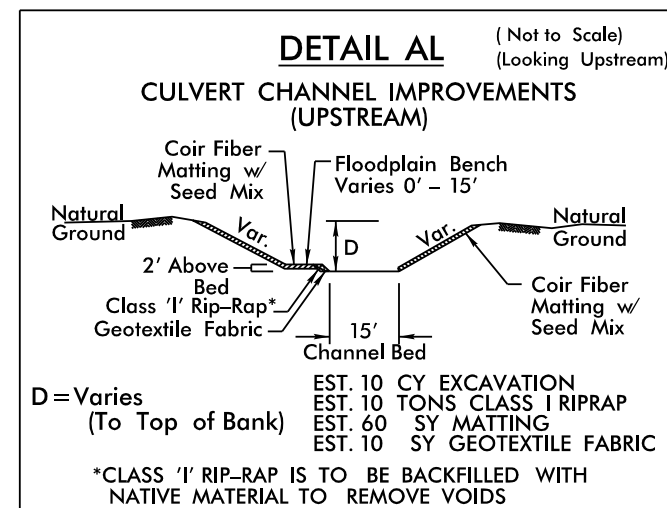 DETAIL AL
(Not to Scale)
(Looking Upstream)
CULVERT CHANNEL IMPROVEMENTS
(UPSTREAM)
Coir Fiber
Matting w/
Seed Mix
Floodplain Bench
Varies 0' – 15'
Natural
Ground
Var.
D
Var.
Natural
Ground
2' Above
Bed
Class 'I' Rip–Rap*
Geotextile Fabric
15'
Channel Bed
Coir Fiber
Matting w/
Seed Mix
D = Varies
(To Top of Bank)
EST. 10 CY EXCAVATION
EST. 10 TONS CLASS I RIPRAP
EST. 60 SY MATTING
EST. 10 SY GEOTEXTILE FABRIC
*CLASS 'I' RIP–RAP IS TO BE BACKFILLED WITH
NATIVE MATERIAL TO REMOVE VOIDS